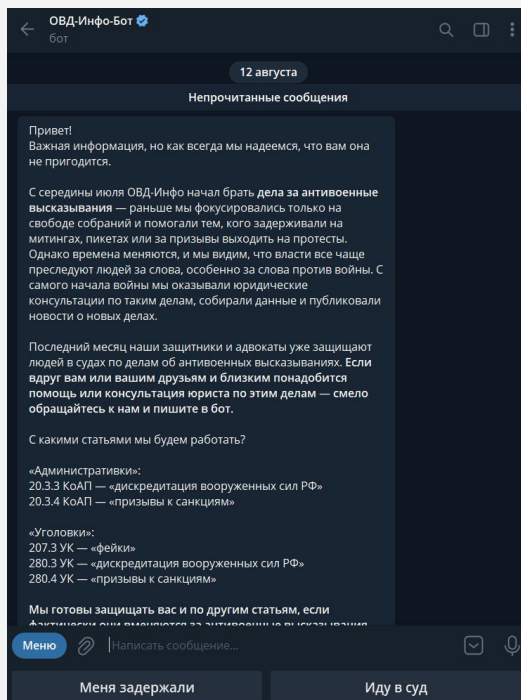 ОВД-Инфо-Бот
бот
12 августа
Непрочитанные сообщения
Привет!
Важная информация, но как всегда мы надеемся, что вам она
не пригодится.
С середины июля ОВД-Инфо начал брать дела за антивоенные
высказывания — раньше мы фокусировались только на
свободе собраний и помогали тем, кого задерживали на
митингах, пикетах или за призывы выходить на протесты.
Однако времена меняются, и мы видим, что власти все чаще
преследуют людей за слова, особенно за слова против войны. С
самого начала войны мы оказывали юридические
консультации по таким делам, собирали данные и публиковали
новости о новых делах.
Последний месяц наши защитники и адвокаты уже защищают
людей в судах по делам об антивоенных высказываниях. Если
вдруг вам или вашим друзьям и близким понадобится
помощь или консультация юриста по этим делам — смело
обращайтесь к нам и пишите в бот.
С какими статьями мы будем работать?
«Административки»:
20.3.3 КоАП — «дискредитация вооруженных сил РФ»
20.3.4 КоАП — «призывы к санкциям»
«Уголовки»:
207.3 УК — «фейки»
280.3 УК — «дискредитация вооруженных сил РФ»
280.4 УК — «призывы к санкциям»
Мы готовы защищать вас и по другим статьям, если
фактически они вменяются за антивоенные высказывания
Меню
Написать сообщение...
Меня задержали
Иду в суд